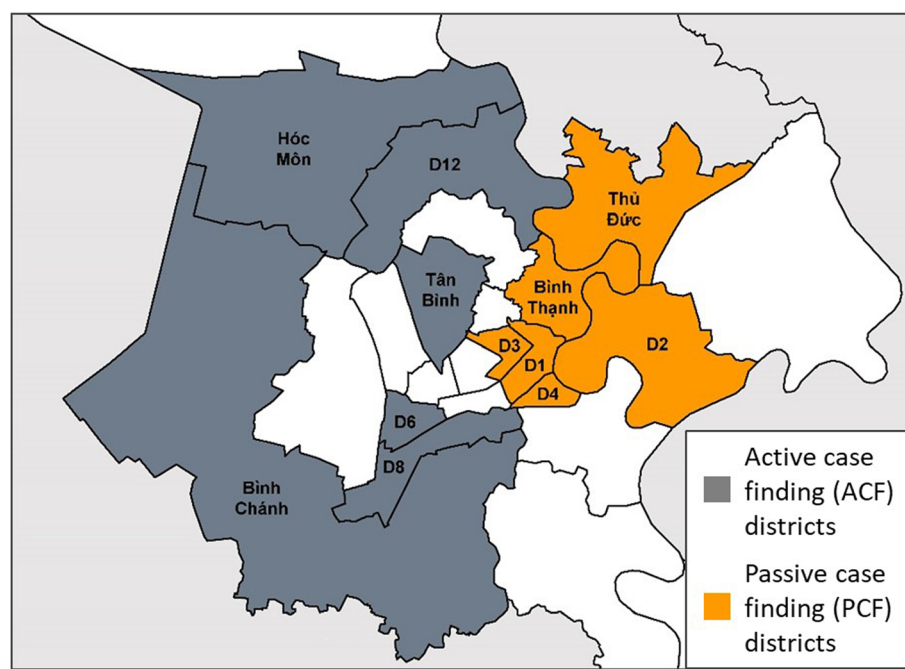 Hóc
Môn
D12
Thủ
Đức
Tân
Bình
Bình
Thạnh
D3
D1
D2
D4
D6
D8
Bình
Chánh
Active case
finding (ACF)
districts
Passive case
finding (PCF)
districts